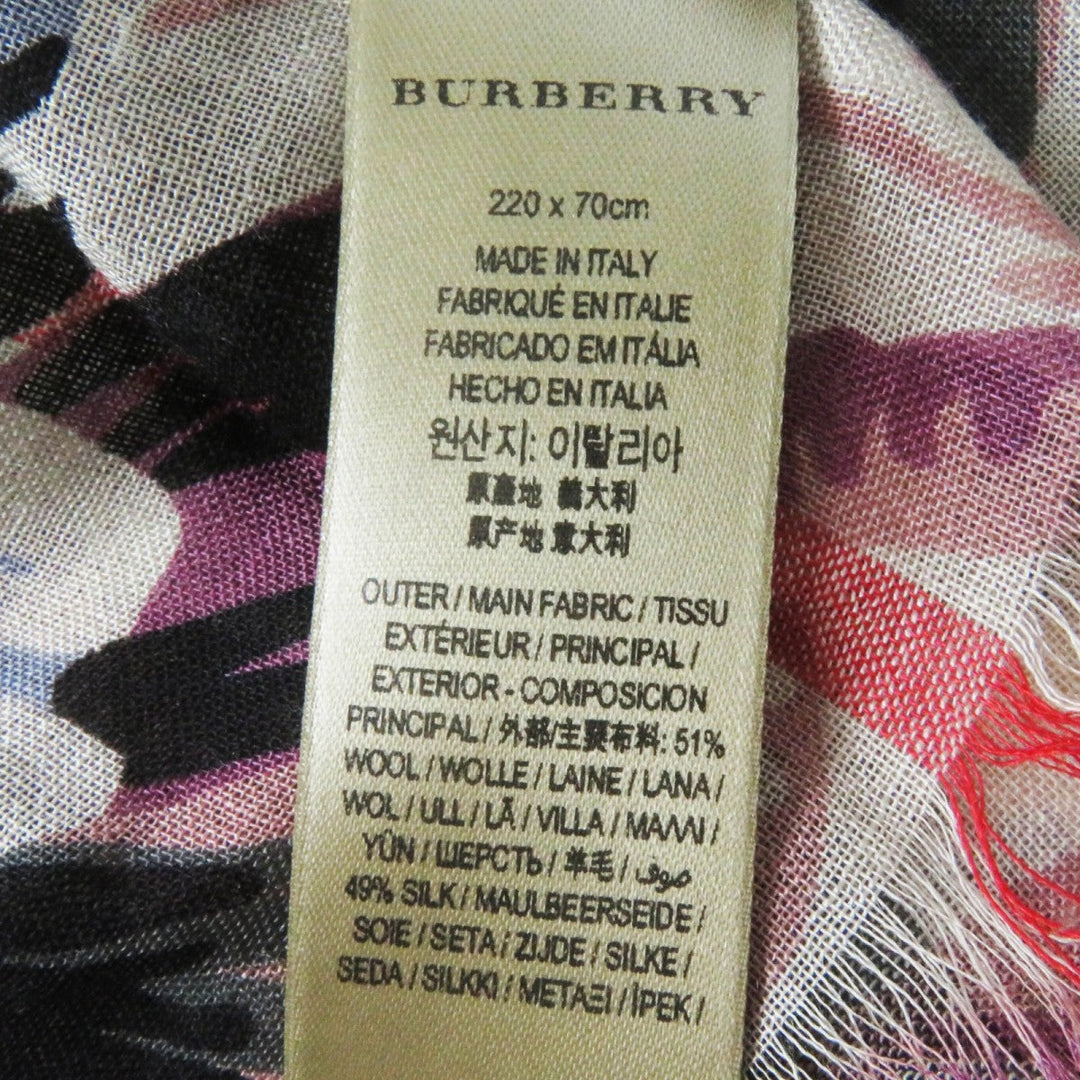 BURBERRY
220 x 70cm
MADE IN ITALY
FABRIQUÉ EN ITALIE
FABRICADO EM ITÁLIA
HECHO EN ITALIA
원산지: 이탈리아
原產地 義大利
原产地 意大利
OUTER / MAIN FABRIC / TISSU
EXTÉRIEUR / PRINCIPAL /
EXTERIOR - COMPOSICION
PRINCIPAL / 外部/主要布料: 51%
WOOL / WOLLE / LAINE / LANA /
WOL / ULL / LÃ / VILLA / ΜΑΛΛΙ /
YÜN / ШЕРСТЬ / 羊毛 / صوف /
49% SILK / MAULBEERSEIDE /
SOIE / SETA / ZIJDE / SILKE /
SEDA / SILKKI / ΜΕΤΑΞΙ / İPEK /